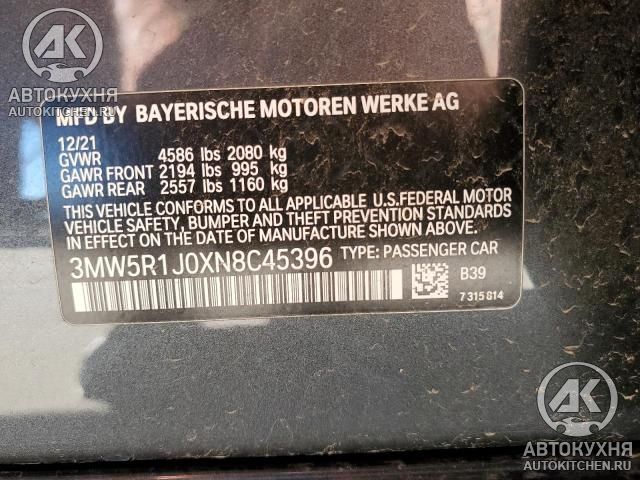 AK
АВТОКУХНЯ
AUTOKITCHEN.RU
MFD BY BAYERISCHE MOTOREN WERKE AG
12/21
GVWR 4586 lbs 2080 kg
GAWR FRONT 2194 lbs 995 kg
GAWR REAR 2557 lbs 1160 kg
THIS VEHICLE CONFORMS TO ALL APPLICABLE U.S.FEDERAL MOTOR
VEHICLE SAFETY, BUMPER AND THEFT PREVENTION STANDARDS
IN EFFECT ON THE DATE OF MANUFACTURE SHOWN ABOVE.
3MW5R1J0XN8C45396 TYPE: PASSENGER CAR
B39
7315814
AK
АВТОКУХНЯ
AUTOKITCHEN.RU